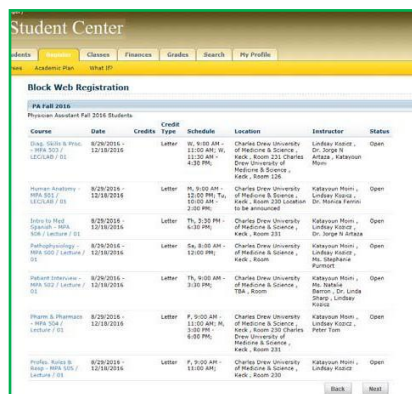 Student Center
Register Classes Finances Grades Search My Profile
Academic Plan What If?
Block Web Registration
PA Fall 2016
Physician Assistant Fall 2016 Students
Course Date Credits Credit Type Schedule Location Instructor Status
Diag. Skills & Proc. - MPA 503 / LEC/LAB / 01
8/29/2016 - 12/18/2016
Letter
W, 9:00 AM - 11:00 AM; W, 11:30 AM - 4:30 PM;
Charles Drew University of Medicine & Science , Keck , Room 231 Charles Drew University of Medicine & Science , Keck , Room 126
Lindsay Kozicz , Dr. Jorge N Artaza , Katayoun Moini
Open
Human Anatomy - MPA 501 / LEC/LAB / 01
8/29/2016 - 12/18/2016
Letter
M, 9:00 AM - 12:00 PM; Tu, 10:00 AM - 2:00 PM;
Charles Drew University of Medicine & Science , Keck , Room 230 Location to be announced
Katayoun Moini , Dr. Monica Ferrini
Open
Intro to Med Spanish - MPA 506 / Lecture / 01
8/29/2016 - 12/18/2016
Letter
Th, 3:30 PM - 6:30 PM;
Charles Drew University of Medicine & Science , Keck , Room 231
Katayoun Moini , Lindsay Kozicz , Dr. Jorge N Artaza
Open
Pathophysiology - MPA 500 / Lecture / 01
8/29/2016 - 12/18/2016
Letter
Sa, 8:00 AM - 12:00 PM;
Charles Drew University of Medicine & Science , Keck , Room 231
Katayoun Moini , Lindsay Kozicz , Ms. Stephanie Purmort
Open
Patient Interview - MPA 502 / Lecture / 01
8/29/2016 - 12/18/2016
Letter
Th, 9:00 AM - 3:30 PM;
Charles Drew University of Medicine & Science , TBA , Room
Katayoun Moini , Ms. Natalie Barron , Dr. Linda Sharp , Lindsay Kozicz
Open
Pharm & Pharmaco - MPA 504 / Lecture / 01
8/29/2016 - 12/18/2016
Letter
F, 9:00 AM - 11:00 AM; M, 3:00 PM - 6:00 PM;
Charles Drew University of Medicine & Science , Keck , Room 230 Charles Drew University of Medicine & Science , Keck , Room 231
Katayoun Moini , Lindsay Kozicz , Peter Tom
Open
Profes. Roles & Resp - MPA 505 / Lecture / 01
8/29/2016 - 12/18/2016
Letter
F, 9:00 AM - 11:00 AM;
Charles Drew University of Medicine & Science , Keck , Room 230
Katayoun Moini , Lindsay Kozicz
Open
Back Next